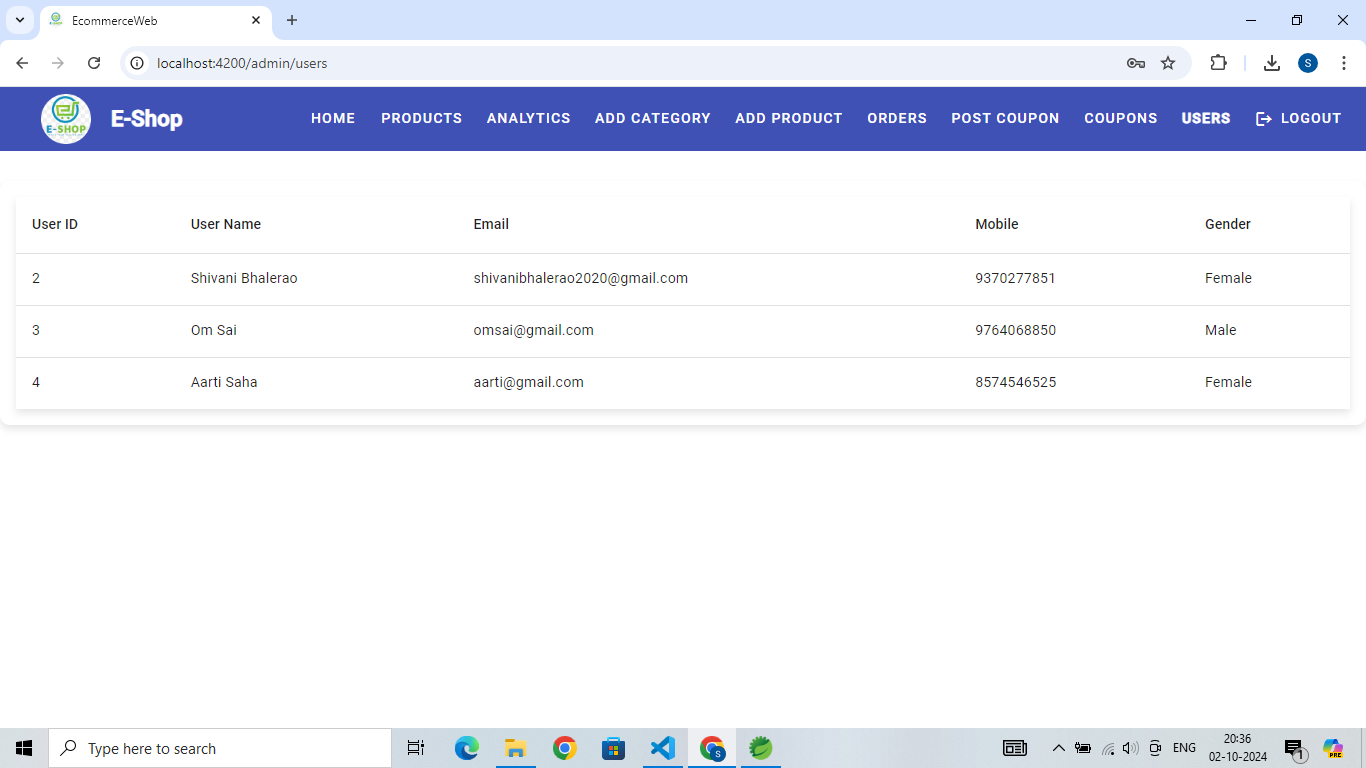 EcommerceWeb
localhost:4200/admin/users
S
E-SHOP
E-Shop
HOME PRODUCTS ANALYTICS ADD CATEGORY ADD PRODUCT ORDERS POST COUPON COUPONS USERS LOGOUT
User ID User Name Email Mobile Gender
2 Shivani Bhalerao shivanibhalerao2020@gmail.com 9370277851 Female
3 Om Sai omsai@gmail.com 9764068850 Male
4 Aarti Saha aarti@gmail.com 8574546525 Female
Type here to search
S
ENG
20:36
02-10-2024
1
PRE